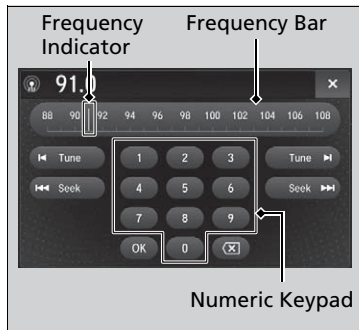 Frequency Indicator
Frequency Bar
91.0
×
88 90 92 94 96 98 100 102 104 106 108
Tune 1 2 3 Tune
Seek 4 5 6 Seek
7 8 9
OK 0
Numeric Keypad